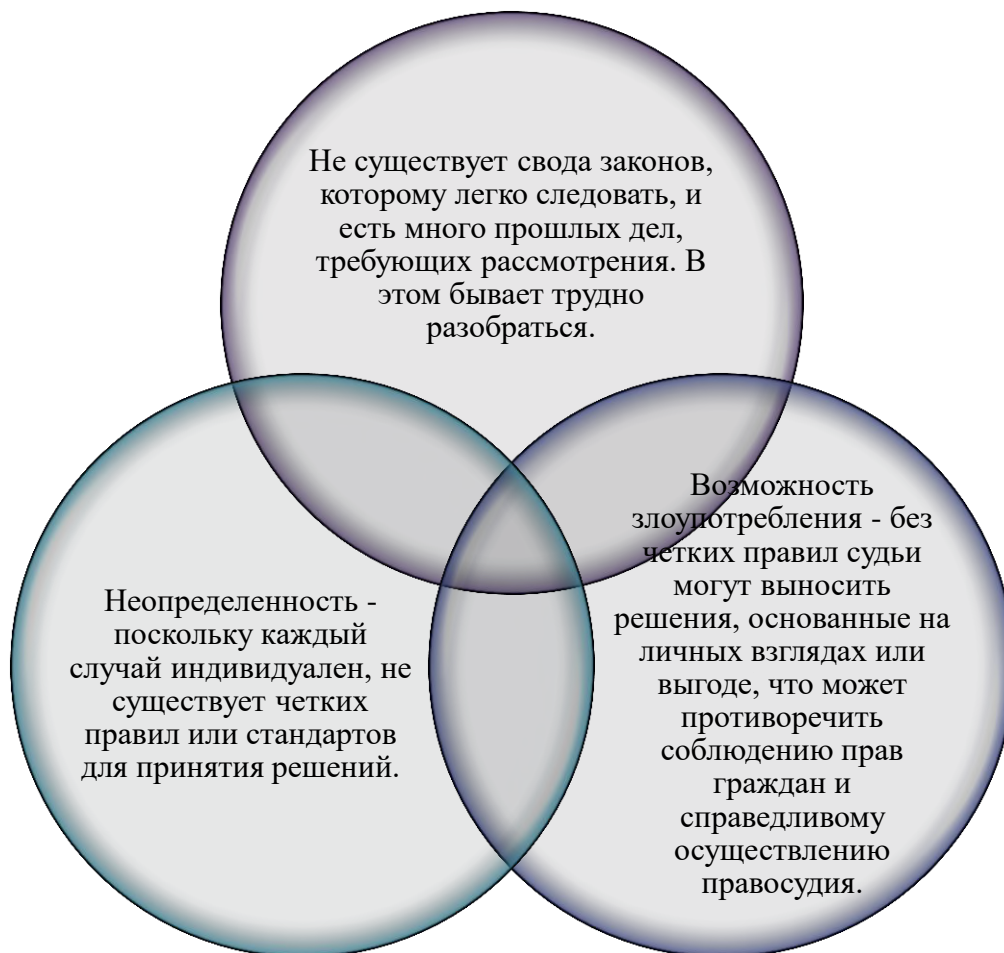 Не существует свода законов,
которому легко следовать, и
есть много прошлых дел,
требующих рассмотрения. В
этом бывает трудно
разобраться.
Возможность
злоупотребления - без
четких правил судьи
могут выносить
решения, основанные на
личных взглядах или
выгоде, что может
противоречить
соблюдению прав
граждан и
справедливому
осуществлению
правосудия.
Неопределенность -
поскольку каждый
случай индивидуален, не
существует четких
правил или стандартов
для принятия решений.